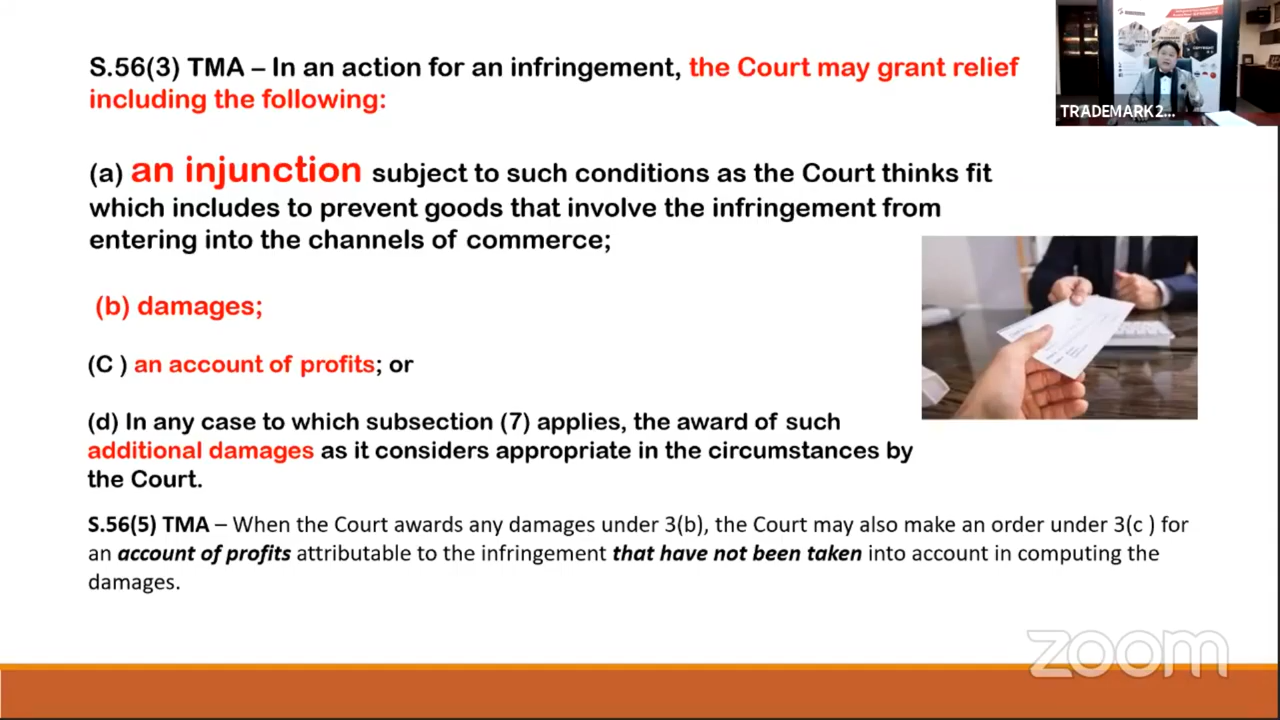 S.56(3) TMA – In an action for an infringement, the Court may grant relief
including the following:
TRADEMARK 2...
(a) an injunction subject to such conditions as the Court thinks fit
which includes to prevent goods that involve the infringement from
entering into the channels of commerce;
(b) damages;
(C ) an account of profits; or
(d) In any case to which subsection (7) applies, the award of such
additional damages as it considers appropriate in the circumstances by
the Court.
S.56(5) TMA – When the Court awards any damages under 3(b), the Court may also make an order under 3(c ) for
an account of profits attributable to the infringement that have not been taken into account in computing the
damages.
zoom